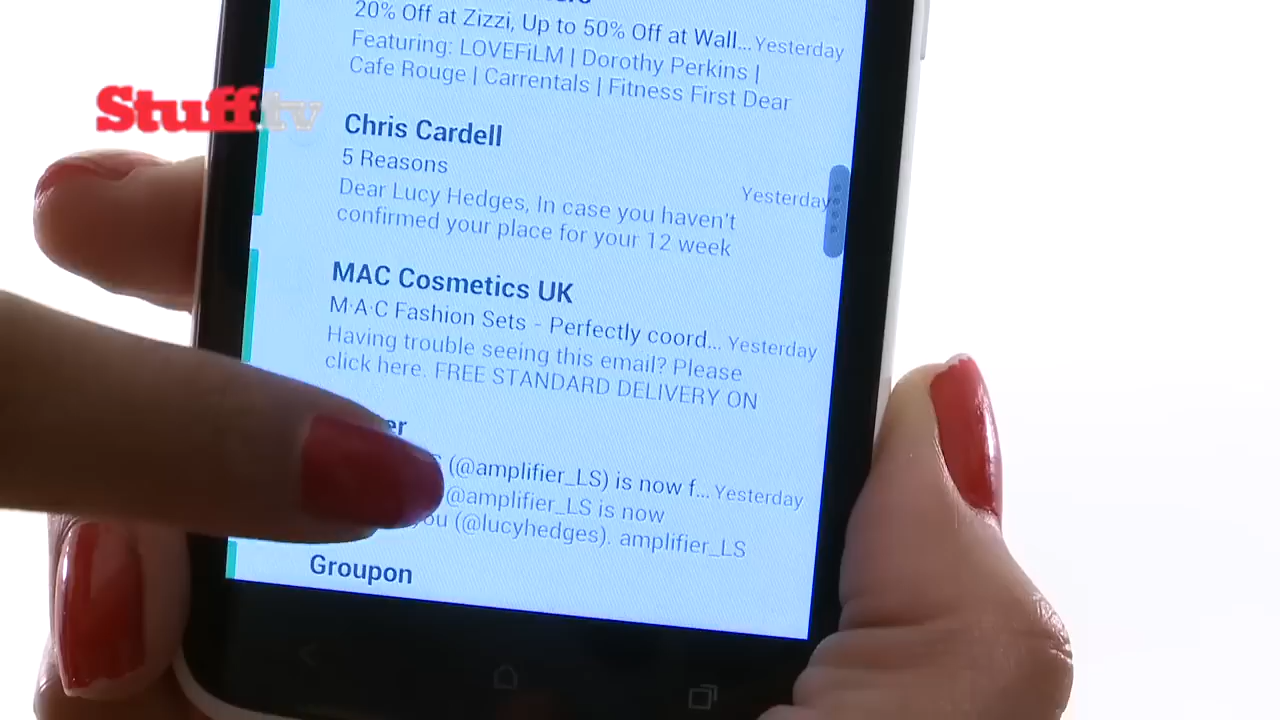 20% Off at Zizzi, Up to 50% Off at Wall... Yesterday
Featuring: LOVEFiLM | Dorothy Perkins |
Cafe Rouge | Carrentals | Fitness First Dear
Stuff.tv
Chris Cardell
5 Reasons
Yesterday
Dear Lucy Hedges, In case you haven't
confirmed your place for your 12 week
MAC Cosmetics UK
M·A·C Fashion Sets - Perfectly coord... Yesterday
Having trouble seeing this email? Please
click here. FREE STANDARD DELIVERY ON
(@amplifier_LS) is now f... Yesterday
@amplifier_LS is now
(@lucyhedges). amplifier_LS
Groupon